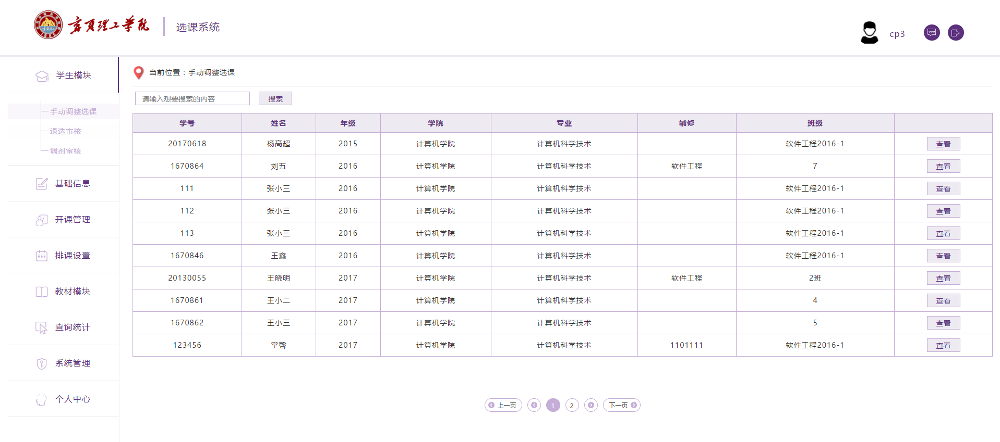 宁夏理工学院
选课系统
cp3
学生模块
手动调整选课
退选审核
调剂审核
基础信息
开课管理
排课设置
教材模块
查询统计
系统管理
个人中心
当前位置：手动调整选课
请输入想要搜索的内容 搜索
学号 姓名 年级 学院 专业 辅修 班级
20170618 杨高超 2015 计算机学院 计算机科学技术 软件工程2016-1 查看
1670864 刘五 2016 计算机学院 计算机科学技术 软件工程 7 查看
111 张小三 2016 计算机学院 计算机科学技术 软件工程2016-1 查看
112 张小三 2016 计算机学院 计算机科学技术 软件工程2016-1 查看
113 张小三 2016 计算机学院 计算机科学技术 软件工程2016-1 查看
1670846 王鑫 2016 计算机学院 计算机科学技术 软件工程2016-1 查看
20130055 王晓明 2017 计算机学院 计算机科学技术 软件工程 2班 查看
1670861 王小二 2017 计算机学院 计算机科学技术 4 查看
1670862 王小三 2017 计算机学院 计算机科学技术 5 查看
123456 掌馨 2017 计算机学院 计算机科学技术 1101111 软件工程2016-1 查看
上一页 1 2 下一页